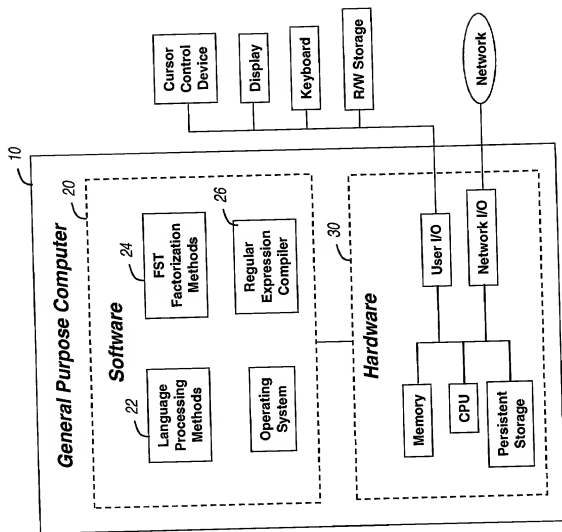 General Purpose Computer
10
Software
20
22
Language
Processing
Methods
24
FST
Factorization
Methods
Operating
System
26
Regular
Expression
Compiler
Hardware
30
Memory
CPU
Persistent
Storage
User I/O
Network I/O
Cursor
Control
Device
Display
Keyboard
R/W Storage
Network